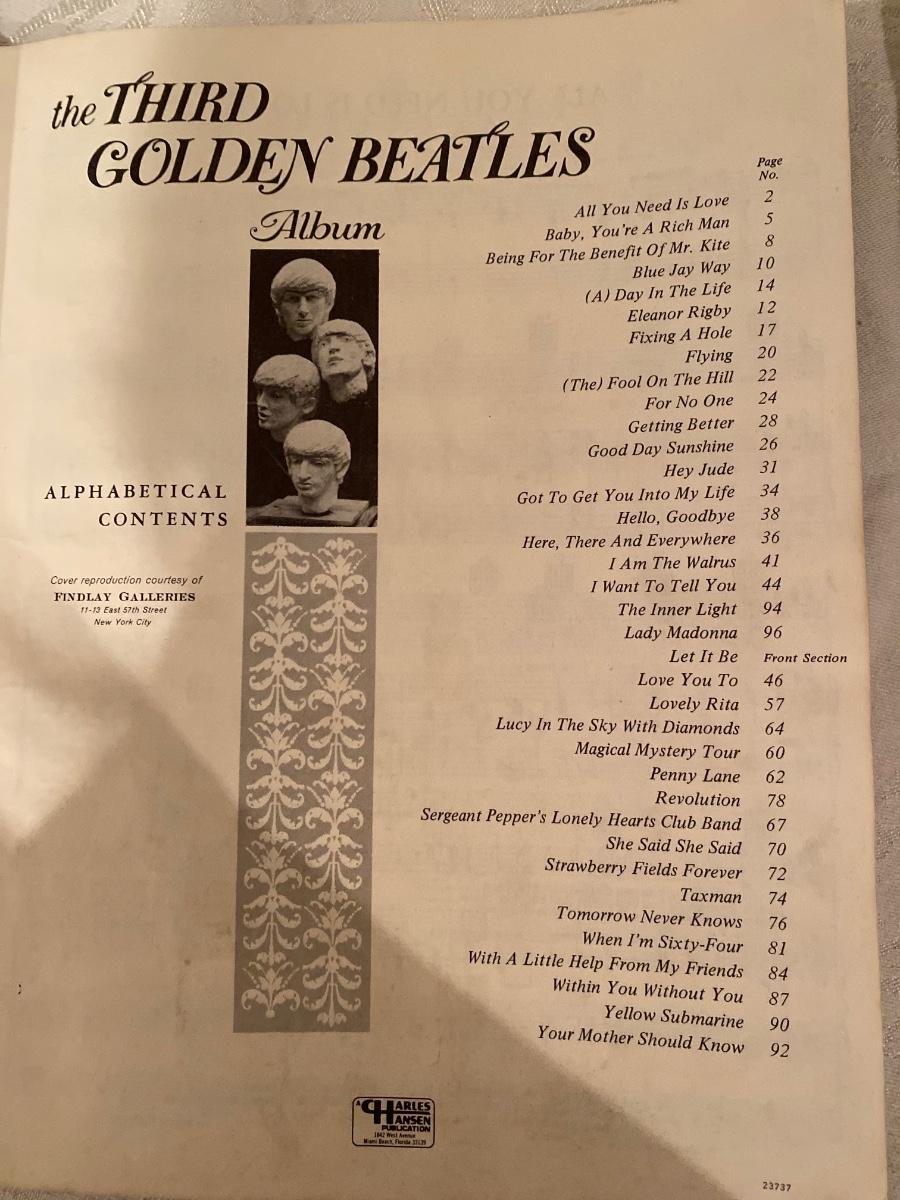 the THIRD
GOLDEN BEATLES
Album
Page
No.
All You Need Is Love 2
Baby, You're A Rich Man 5
Being For The Benefit Of Mr. Kite 8
Blue Jay Way 10
(A) Day In The Life 14
Eleanor Rigby 12
Fixing A Hole 17
Flying 20
(The) Fool On The Hill 22
For No One 24
Getting Better 28
Good Day Sunshine 26
Hey Jude 31
Got To Get You Into My Life 34
Hello, Goodbye 38
Here, There And Everywhere 36
I Am The Walrus 41
I Want To Tell You 44
The Inner Light 94
Lady Madonna 96
Let It Be Front Section
Love You To 46
Lovely Rita 57
Lucy In The Sky With Diamonds 64
Magical Mystery Tour 60
Penny Lane 62
Revolution 78
Sergeant Pepper's Lonely Hearts Club Band 67
She Said She Said 70
Strawberry Fields Forever 72
Taxman 74
Tomorrow Never Knows 76
When I'm Sixty-Four 81
With A Little Help From My Friends 84
Within You Without You 87
Yellow Submarine 90
Your Mother Should Know 92
ALPHABETICAL
CONTENTS
Cover reproduction courtesy of
FINDLAY GALLERIES
11-13 East 57th Street
New York City
A CHARLES
HANSEN
PUBLICATION
1842 West Avenue
Miami Beach, Florida 33139
23737